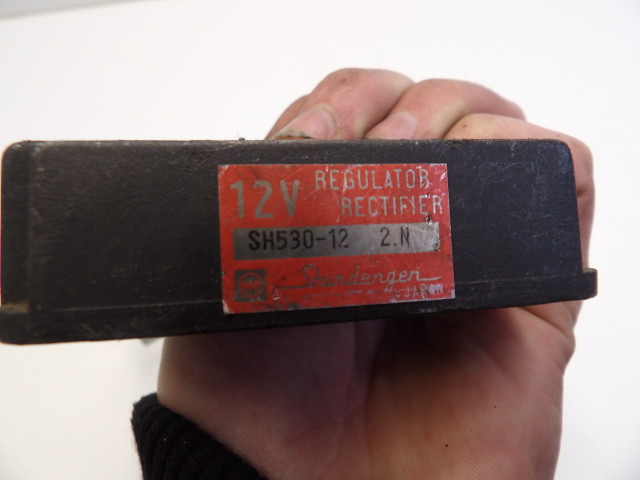 12V REGULATOR
RECTIFIER
SH530-12 2.N
Shindengen
JAPAN